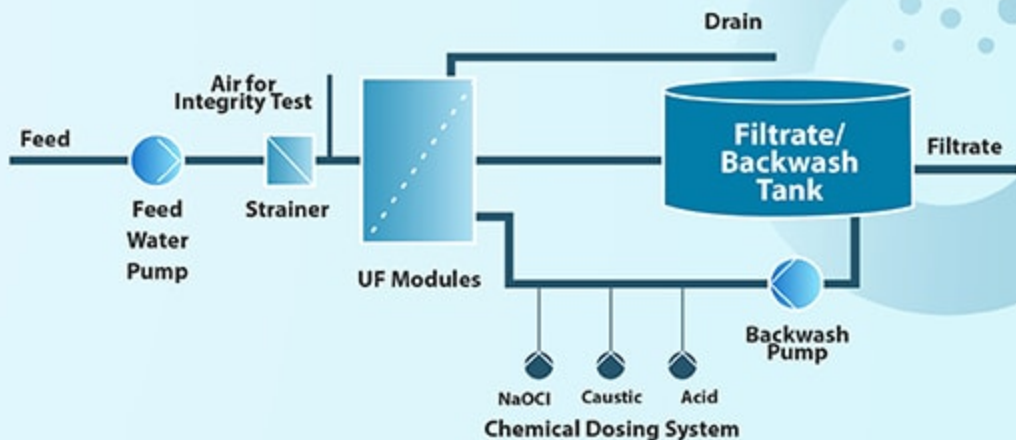 Drain
Air for
Integrity Test
Feed
Filtrate/
Backwash
Tank
Filtrate
Feed
Water
Pump
Strainer
UF Modules
Backwash
Pump
NaOCI
Caustic
Acid
Chemical Dosing System